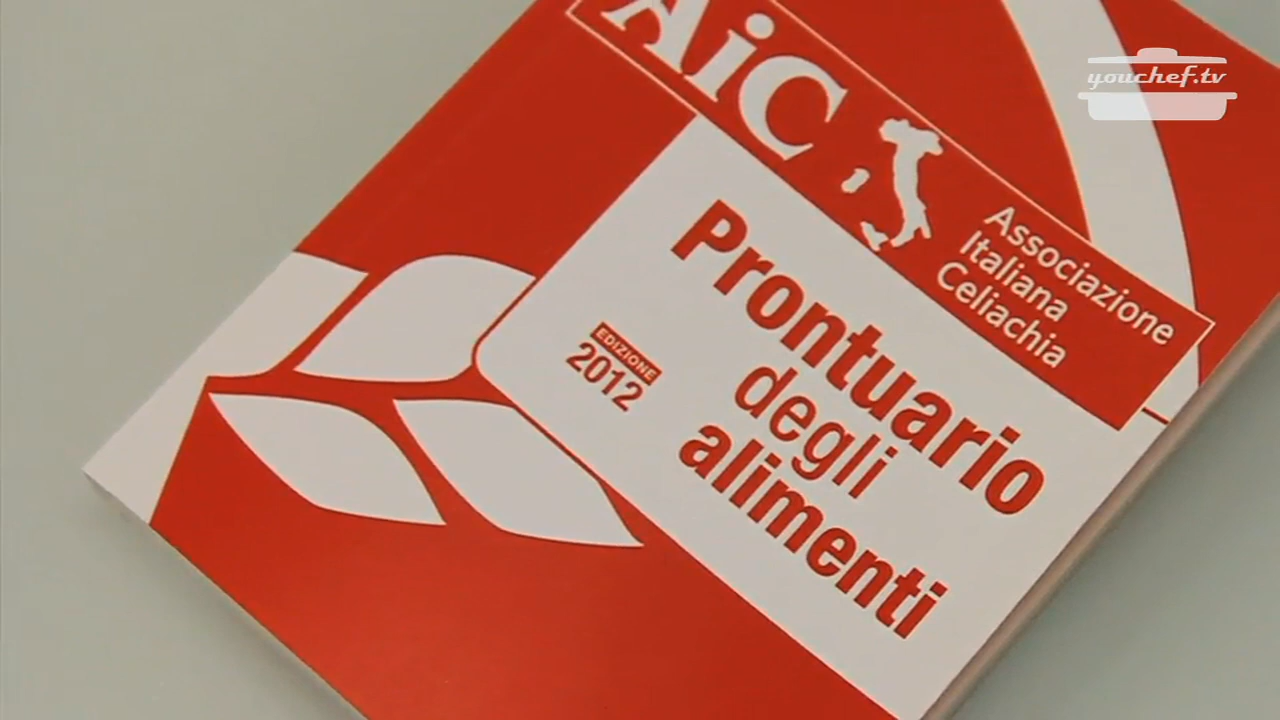 AiC
Associazione
Italiana
Celiachia
Prontuario
degli
alimenti
EDIZIONE
2012
youchef.tv